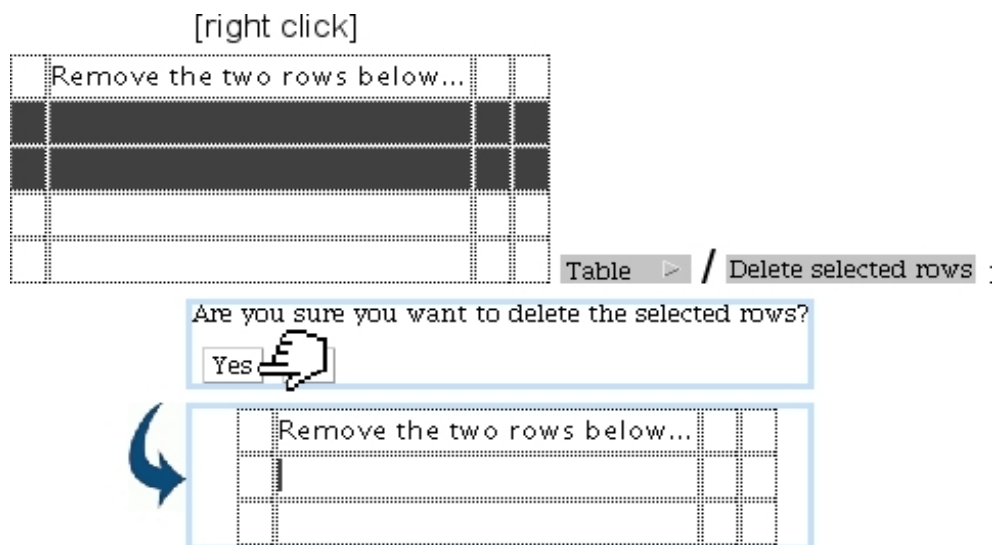 [right click]
Remove the two rows below...
Table / Delete selected rows
Are you sure you want to delete the selected rows?
Yes
Remove the two rows below...